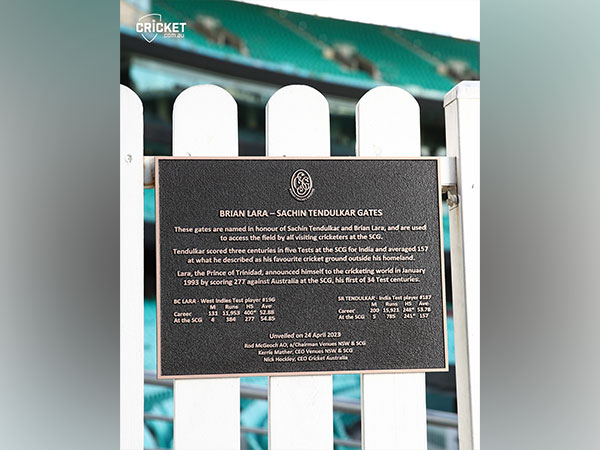 CRICKET
.com.au
BRIAN LARA – SACHIN TENDULKAR GATES
These gates are named in honour of Sachin Tendulkar and Brian Lara, and are used
to access the field by all visiting cricketers at the SCG.
Tendulkar scored three centuries in five Tests at the SCG for India and averaged 157
at what he described as his favourite cricket ground outside his homeland.
Lara, the Prince of Trinidad, announced himself to the cricketing world in January
1993 by scoring 277 against Australia at the SCG, his first of 34 Test centuries.
BC LARA - West Indies Test player #196
M Runs HS Ave
Career: 131 11,953 400* 52.88
At the SCG 4 384 277 54.85
SR TENDULKAR - India Test player #187
M Runs HS Ave
Career: 200 15,921 248* 53.78
At the SCG: 5 785 241* 157
Unveiled on 24 April 2023
Rod McGeoch AO, a/Chairman Venues NSW & SCG
Kerrie Mather, CEO Venues NSW & SCG
Nick Hockley, CEO Cricket Australia